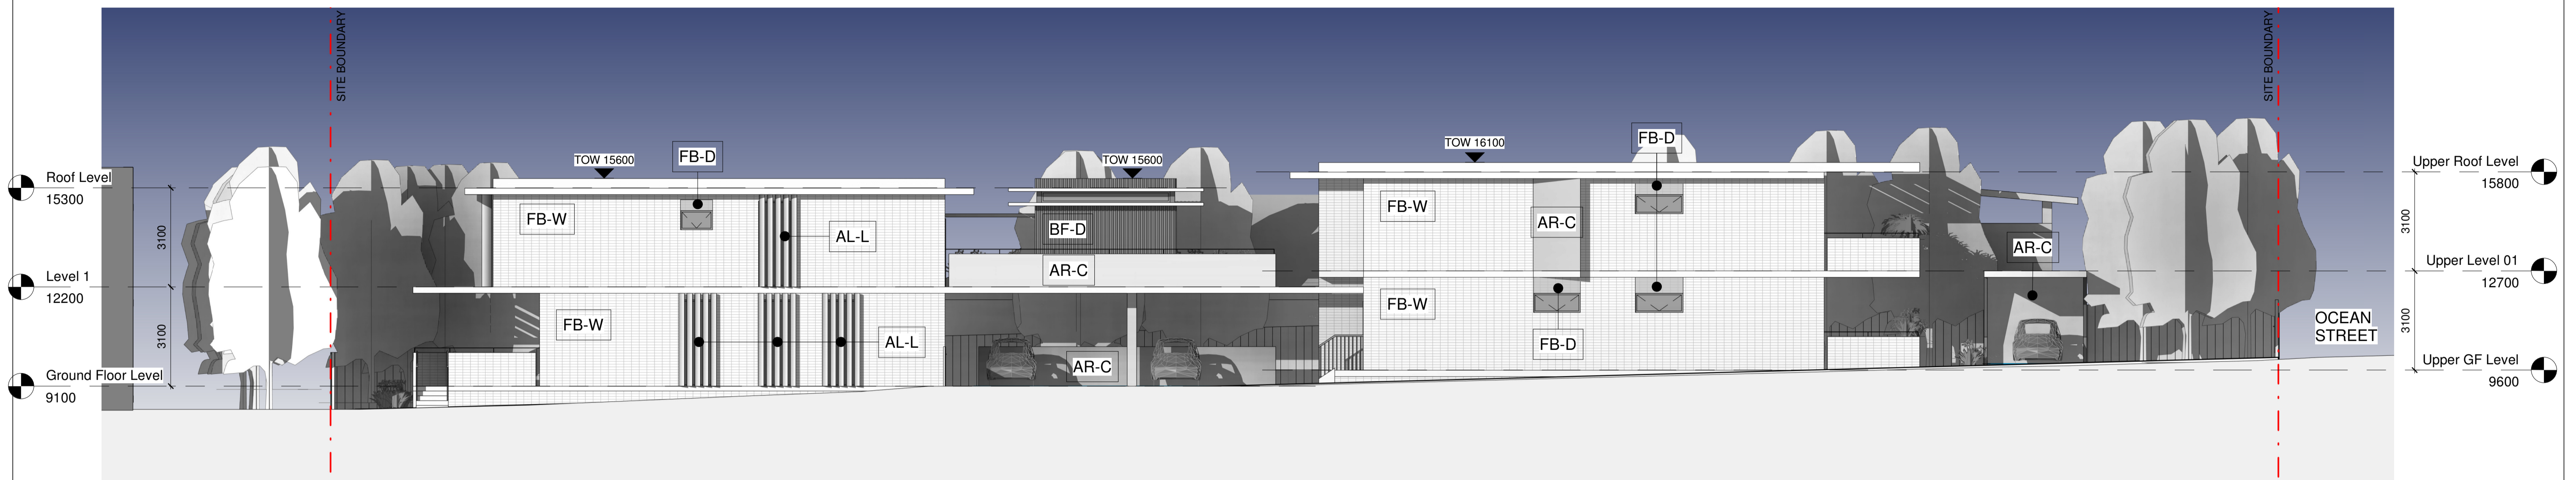 SITE BOUNDARY
SITE BOUNDARY
TOW 15600
FB-D
TOW 15600
TOW 16100
FB-D
Roof Level
15300
Upper Roof Level
15800
FB-W
AL-L
BF-D
FB-W
AR-C
AR-C
3100
3100
AR-C
Level 1
12200
Upper Level 01
12700
FB-W
FB-W
AL-L
FB-D
OCEAN
STREET
3100
3100
AR-C
Ground Floor Level
9100
Upper GF Level
9600